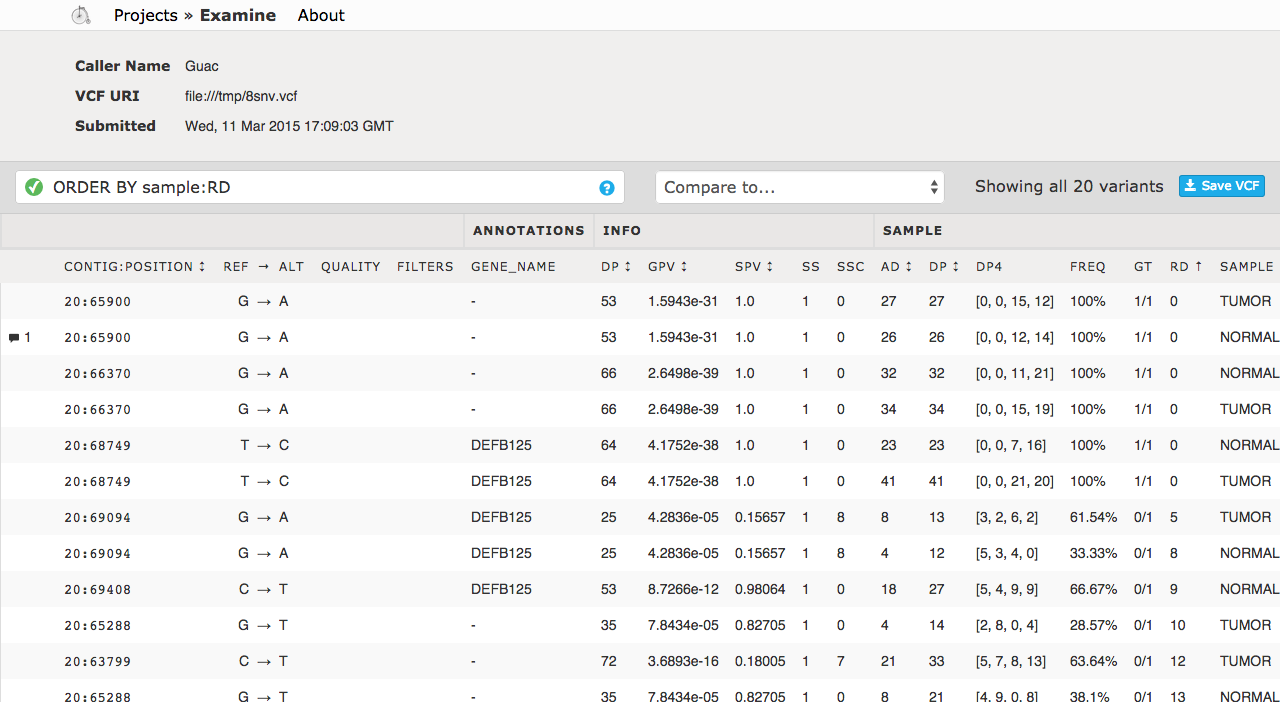 Projects » Examine About
Caller Name Guac
VCF URI file:///tmp/8snv.vcf
Submitted Wed, 11 Mar 2015 17:09:03 GMT
ORDER BY sample:RD ? Compare to... Showing all 20 variants Save VCF
ANNOTATIONS INFO SAMPLE
CONTIG:POSITION ↕ REF → ALT QUALITY FILTERS GENE_NAME DP ↕ GPV ↕ SPV ↕ SS SSC AD ↕ DP ↕ DP4 FREQ GT RD ↑ SAMPLE
20:65900 G → A - 53 1.5943e-31 1.0 1 0 27 27 [0, 0, 15, 12] 100% 1/1 0 TUMOR
1 20:65900 G → A - 53 1.5943e-31 1.0 1 0 26 26 [0, 0, 12, 14] 100% 1/1 0 NORMAL
20:66370 G → A - 66 2.6498e-39 1.0 1 0 32 32 [0, 0, 11, 21] 100% 1/1 0 NORMAL
20:66370 G → A - 66 2.6498e-39 1.0 1 0 34 34 [0, 0, 15, 19] 100% 1/1 0 TUMOR
20:68749 T → C DEFB125 64 4.1752e-38 1.0 1 0 23 23 [0, 0, 7, 16] 100% 1/1 0 NORMAL
20:68749 T → C DEFB125 64 4.1752e-38 1.0 1 0 41 41 [0, 0, 21, 20] 100% 1/1 0 TUMOR
20:69094 G → A DEFB125 25 4.2836e-05 0.15657 1 8 8 13 [3, 2, 6, 2] 61.54% 0/1 5 TUMOR
20:69094 G → A DEFB125 25 4.2836e-05 0.15657 1 8 4 12 [5, 3, 4, 0] 33.33% 0/1 8 NORMAL
20:69408 C → T DEFB125 53 8.7266e-12 0.98064 1 0 18 27 [5, 4, 9, 9] 66.67% 0/1 9 NORMAL
20:65288 G → T - 35 7.8434e-05 0.82705 1 0 4 14 [2, 8, 0, 4] 28.57% 0/1 10 TUMOR
20:63799 C → T - 72 3.6893e-16 0.18005 1 7 21 33 [5, 7, 8, 13] 63.64% 0/1 12 TUMOR
20:65288 G → T - 35 7.8434e-05 0.82705 1 0 8 21 [4, 9, 0, 8] 38.1% 0/1 13 NORMAL